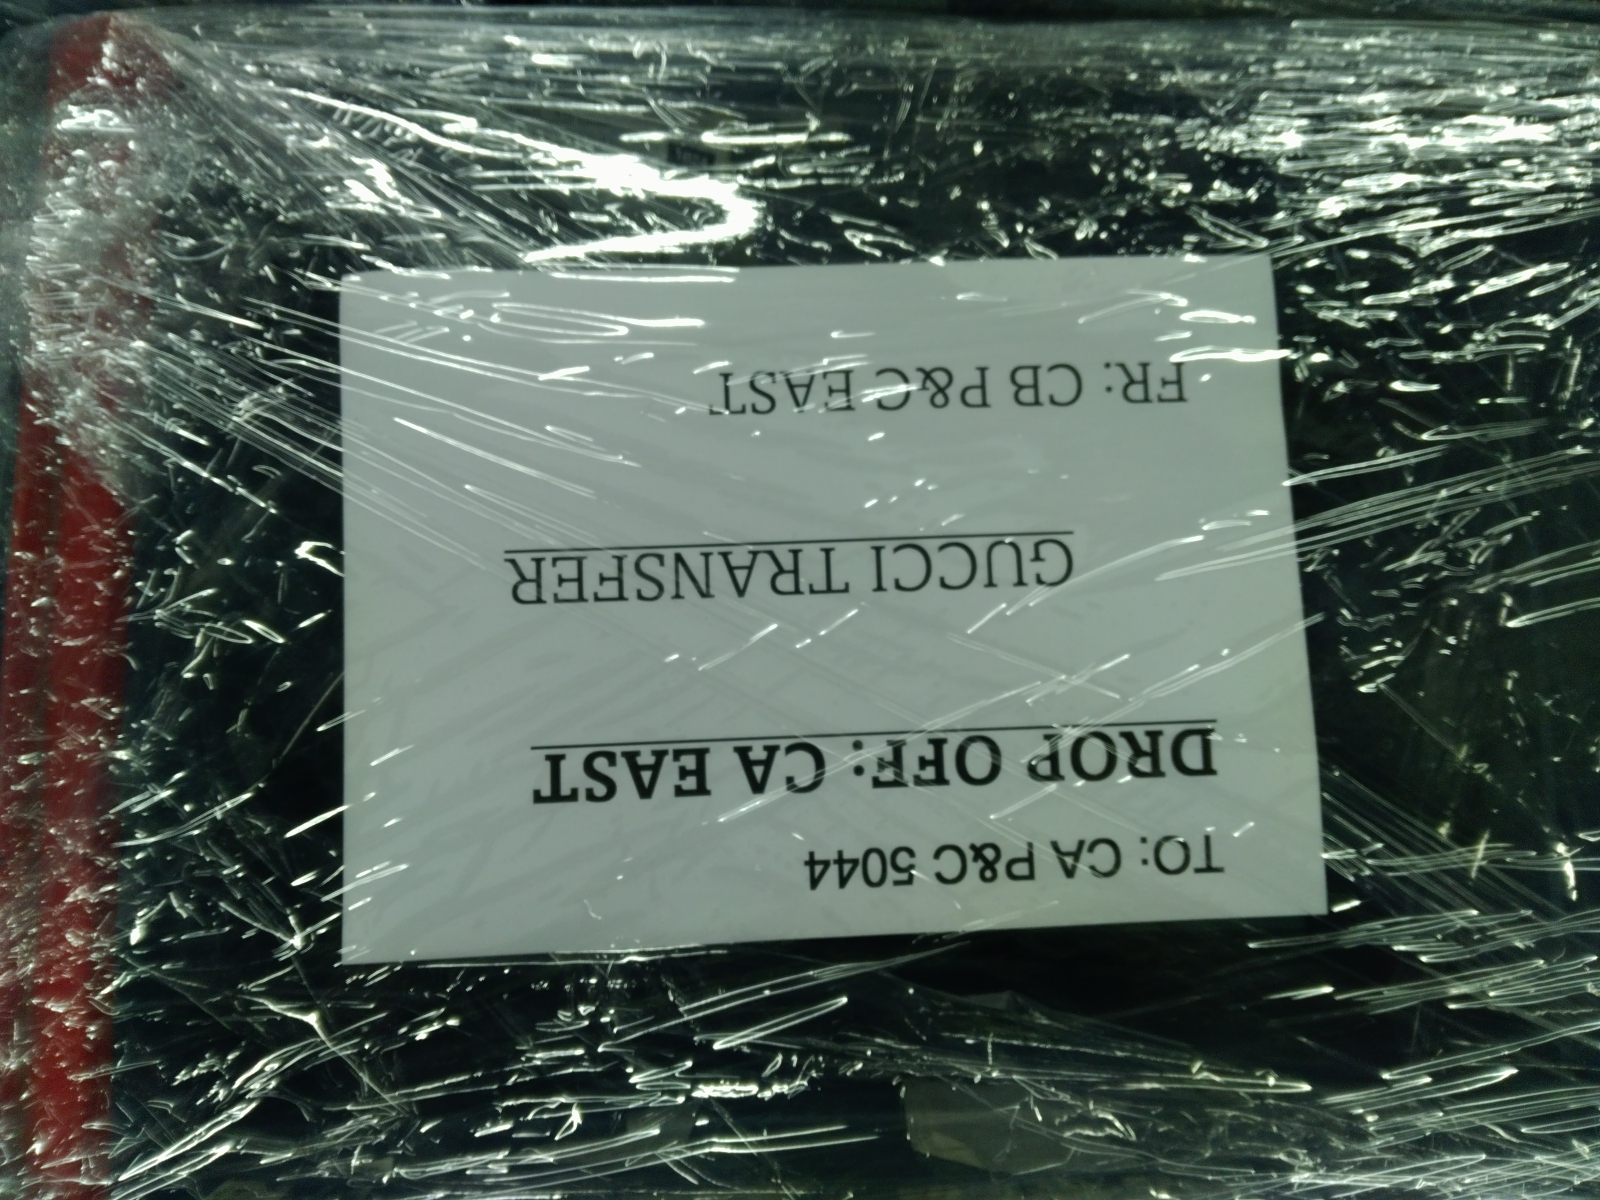 TO: CA P&C 5044
DROP OFF: CA EAST
GUCCI TRANSFER
FR: CB P&C EAST